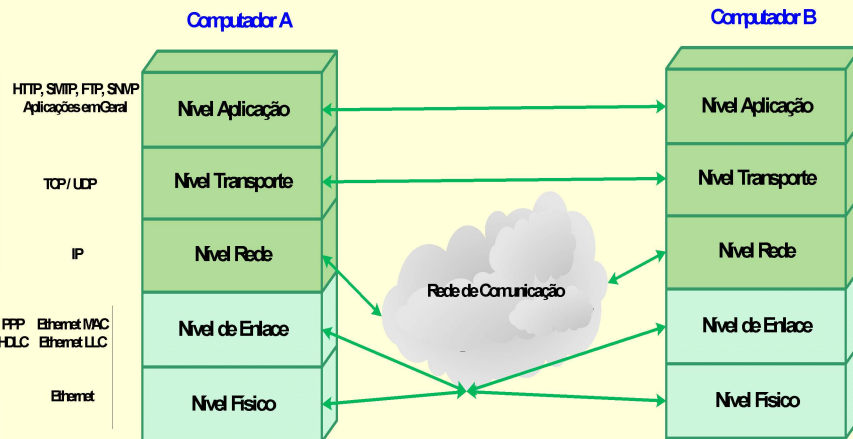 Computador A
Computador B
HTTP, SMTP, FTP, SNMP
Aplicações em Geral
Nível Aplicação
Nível Aplicação
TCP / UDP
Nível Transporte
Nível Transporte
IP
Nível Rede
Nível Rede
Rede de Comunicação
PPP Ethernet MAC
HDLC Ethernet LLC
Nível de Enlace
Nível de Enlace
Ethernet
Nível Físico
Nível Físico